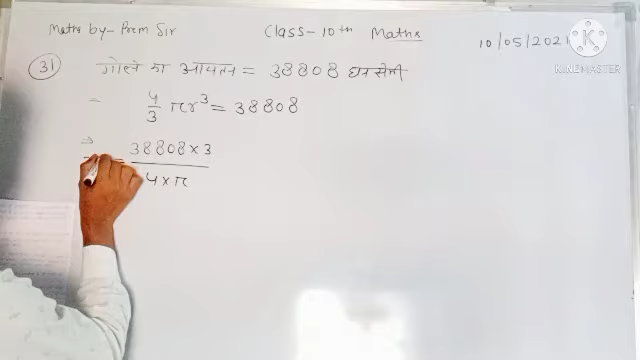 Maths by- Prem Sir
Class- 10th Maths
10/05/2021
KINEMASTER
31) गोले का आयतन = 38808 घन सेमी
= 4/3 πr³ = 38808
⇒ = 38808 × 3 / 4 × π